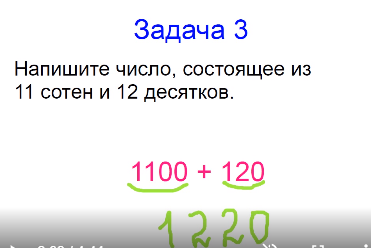 Задача 3
Напишите число, состоящее из
11 сотен и 12 десятков.
1100 + 120
1220